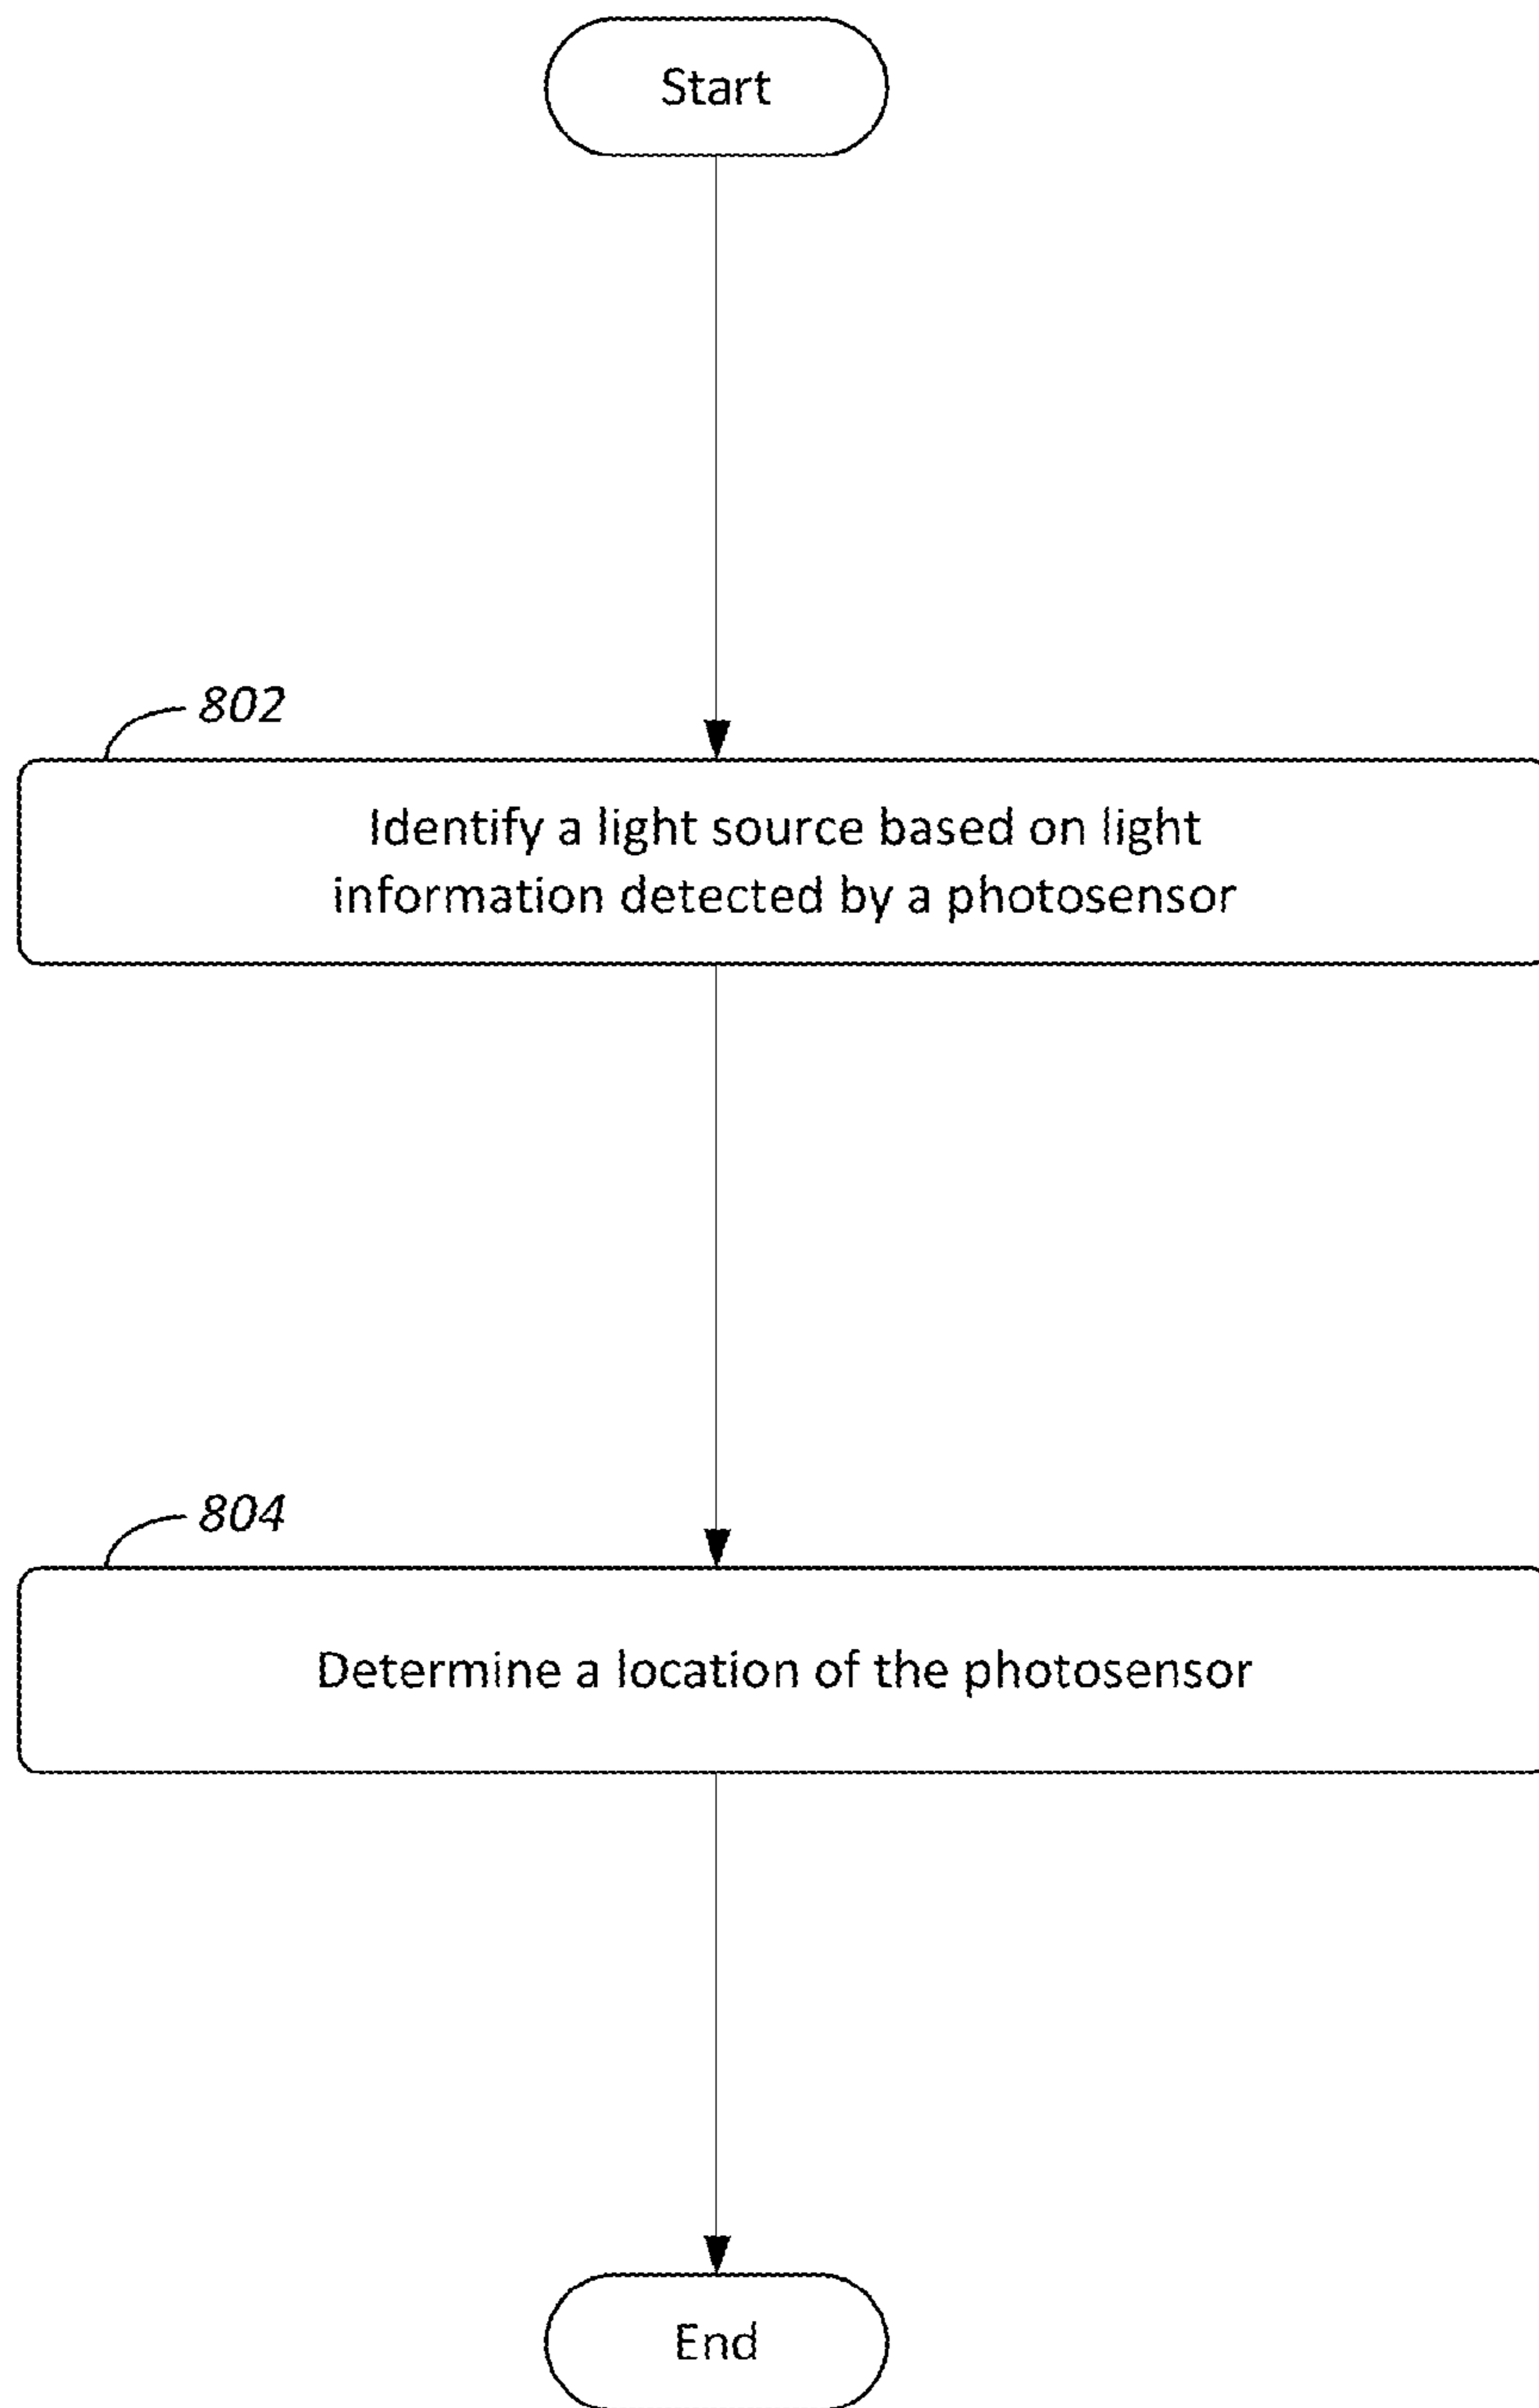 Start
802
Identify a light source based on light
information detected by a photosensor
804
Determine a location of the photosensor
End